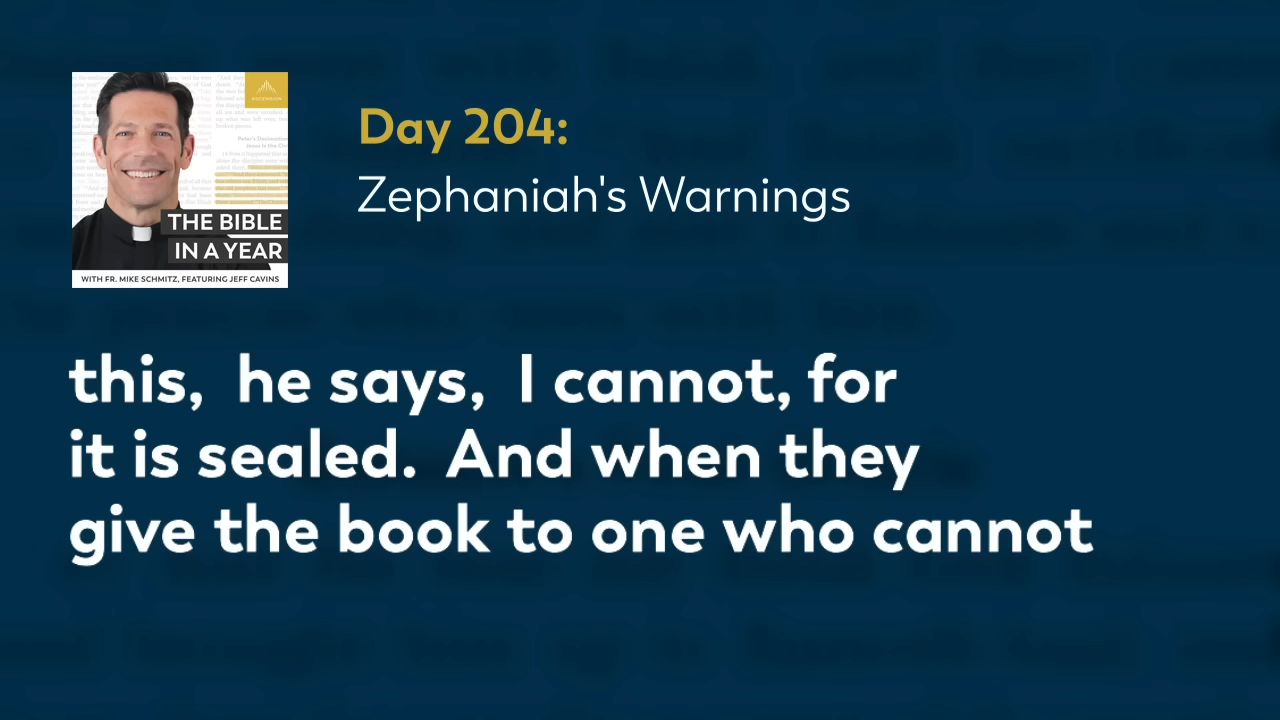 ASCENSION
THE BIBLE
IN A YEAR
WITH FR. MIKE SCHMITZ, FEATURING JEFF CAVINS
Day 204:
Zephaniah's Warnings
this, he says, I cannot, for
it is sealed. And when they
give the book to one who cannot